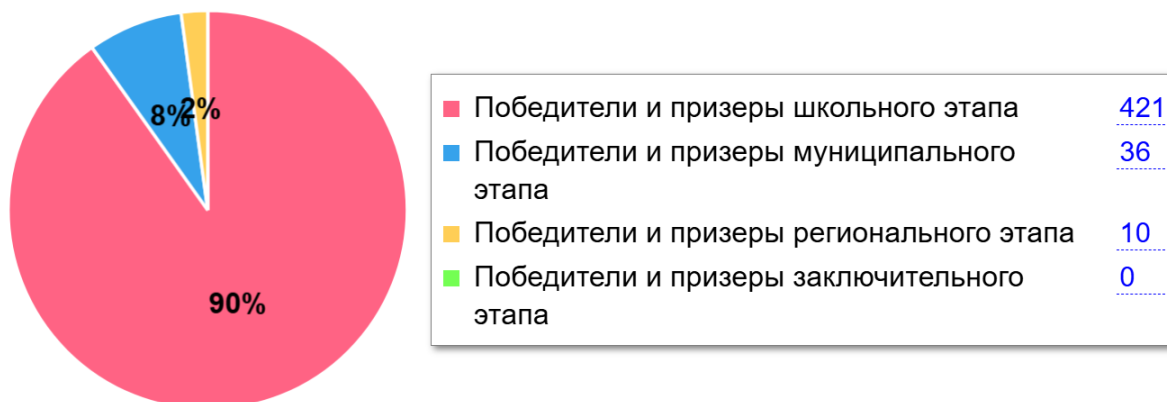 8%
2%
90%
Победители и призеры школьного этапа 421
Победители и призеры муниципального 36
этапа
Победители и призеры регионального этапа 10
Победители и призеры заключительного 0
этапа